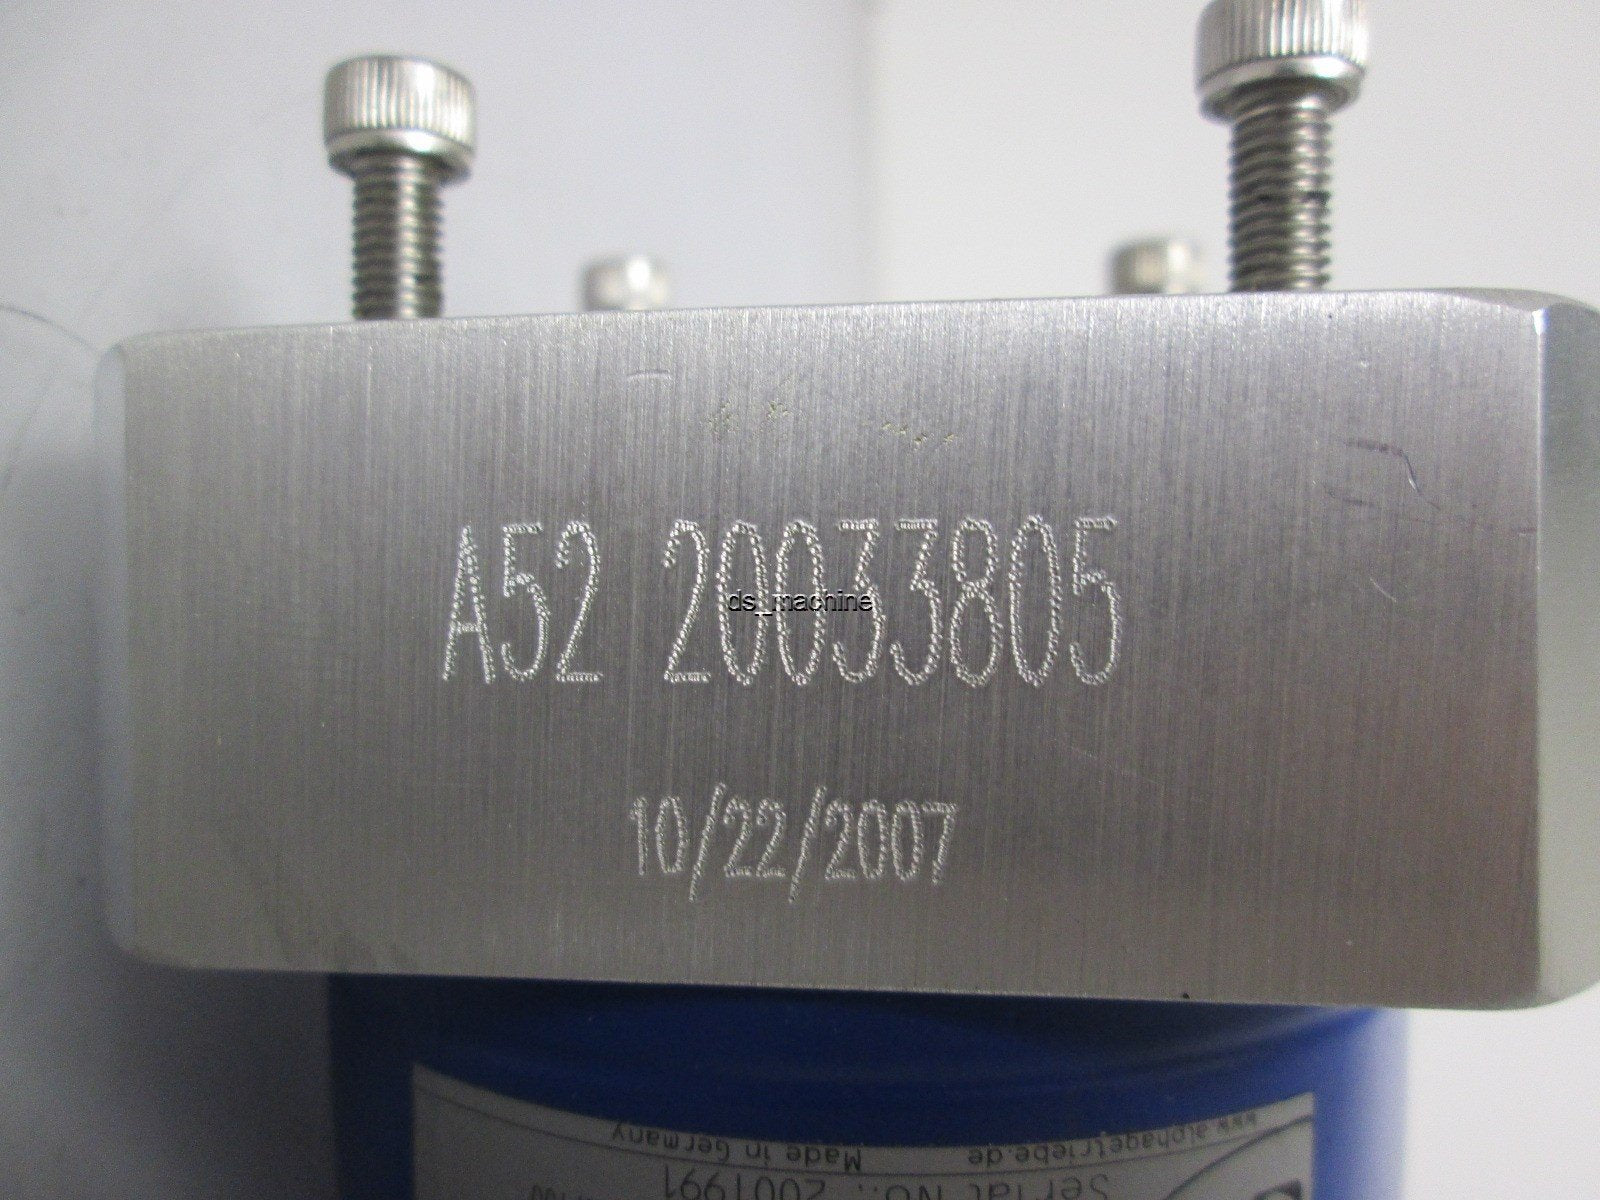 A52 20033805
ds_machine
10/22/2007
www.alphagetriebe.de Made in Germany
Serial No.: 2001991